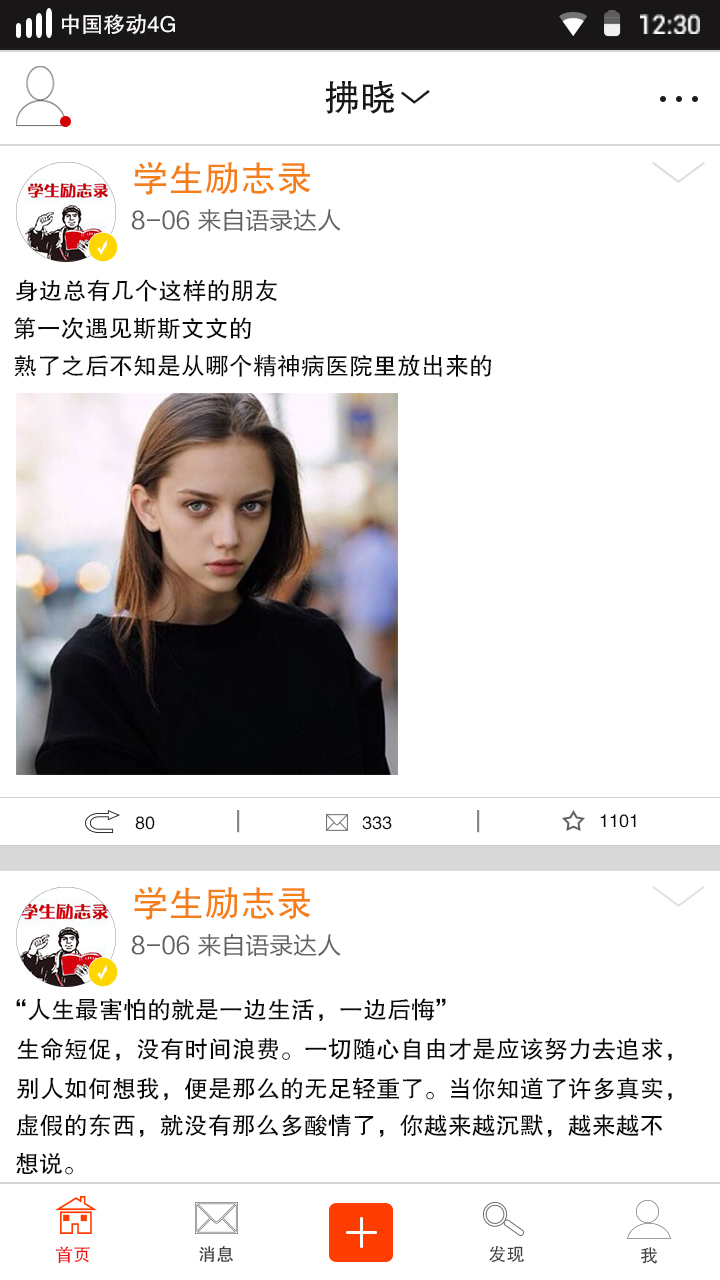 中国移动4G
12:30
拂晓
学生励志录
学生励志录
8-06 来自语录达人
身边总有几个这样的朋友
第一次遇见斯斯文文的
熟了之后不知是从哪个精神病医院里放出来的
80
333
1101
学生励志录
学生励志录
8-06 来自语录达人
“人生最害怕的就是一边生活，一边后悔”
生命短促，没有时间浪费。一切随心自由才是应该努力去追求，
别人如何想我，便是那么的无足轻重了。当你知道了许多真实，
虚假的东西，就没有那么多酸情了，你越来越沉默，越来越不
想说。
首页
消息
发现
我